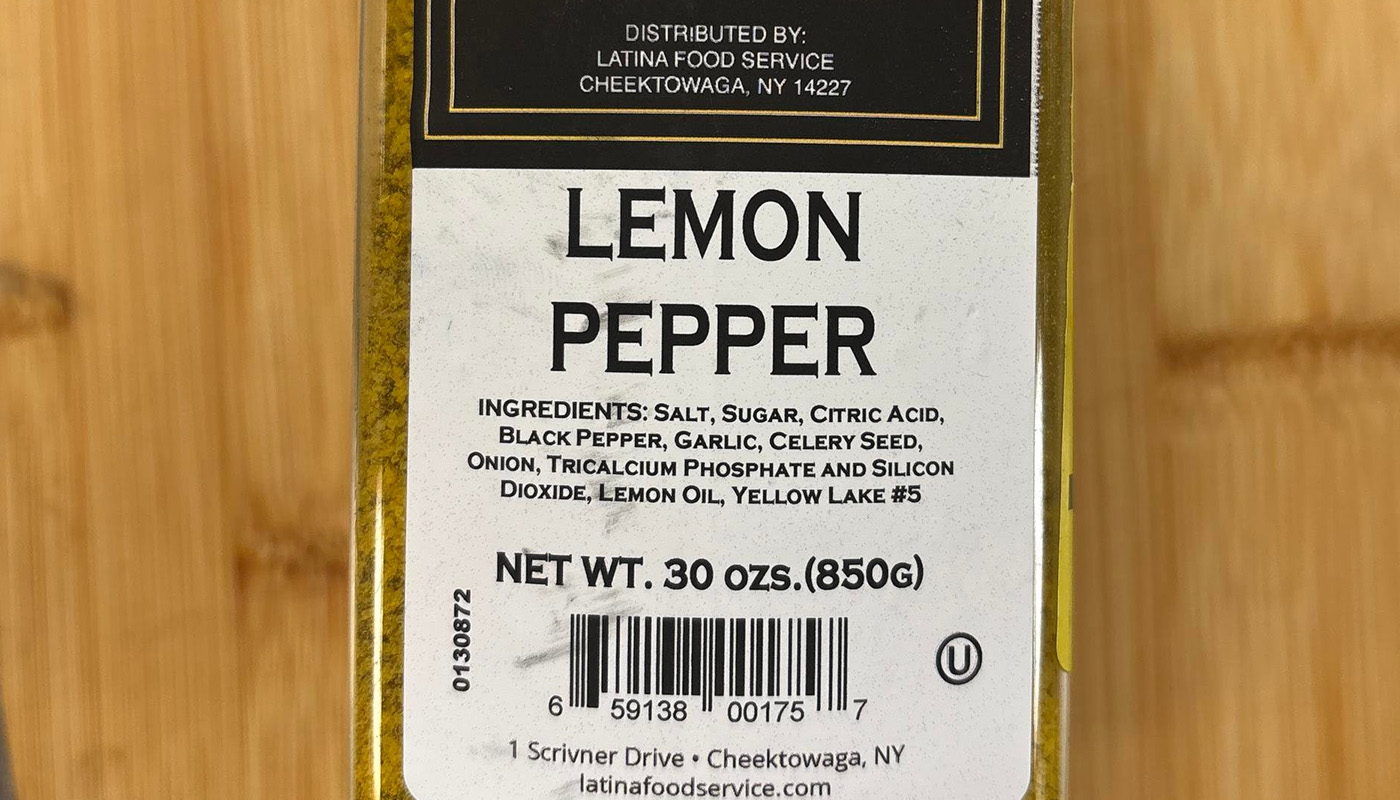 DISTRIBUTED BY:
LATINA FOOD SERVICE
CHEEKTOWAGA, NY 14227
LEMON
PEPPER
INGREDIENTS: SALT, SUGAR, CITRIC ACID,
BLACK PEPPER, GARLIC, CELERY SEED,
ONION, TRICALCIUM PHOSPHATE AND SILICON
DIOXIDE, LEMON OIL, YELLOW LAKE #5
NET WT. 30 OZS.(850G)
0130872
U
6 59138 00175 7
1 Scrivner Drive • Cheektowaga, NY
latinafoodservice.com